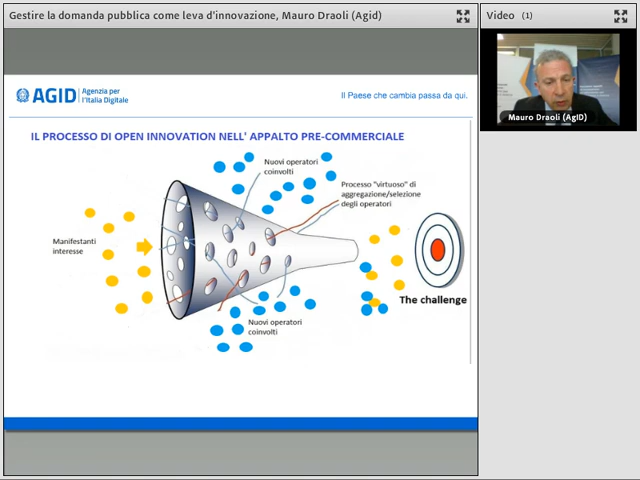 Gestire la domanda pubblica come leva d'innovazione, Mauro Draoli (Agid)
Video (1)
AGID
Agenzia per
l'Italia Digitale
Il Paese che cambia passa da qui.
Mauro Draoli (AgID)
IL PROCESSO DI OPEN INNOVATION NELL' APPALTO PRE-COMMERCIALE
Nuovi operatori
coinvolti
Processo "virtuoso" di
aggregazione/selezione
degli operatori
Manifestanti
interesse
The challenge
Nuovi operatori
coinvolti